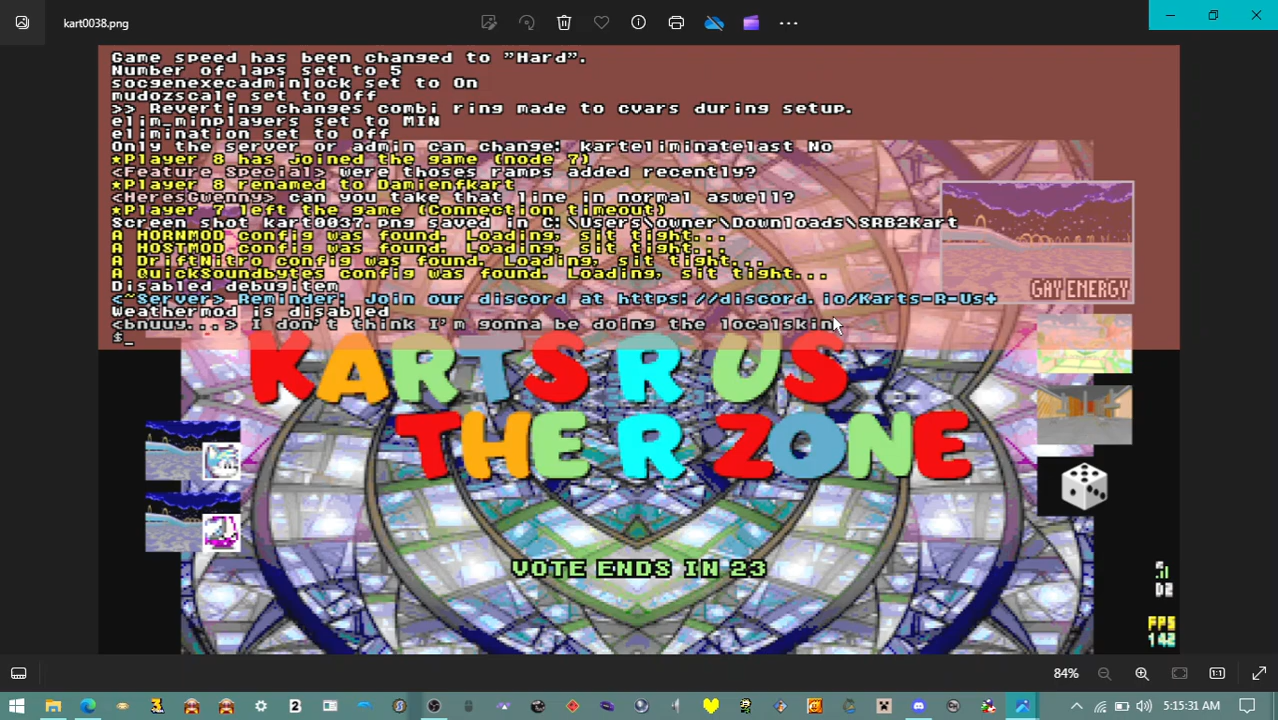 kart0038.png
Game speed has been changed to "Hard".
Number of laps set to 5
socgenexecadminlock set to On
mudozscale set to Off
>> Reverting changes combi ring made to cvars during setup.
elim_minplayers set to MIN
elimination set to Off
Only the server or admin can change: karteliminatelast No
★Player 8 has joined the game (node 7)
<Feature Special> were thoses ramps added recently?
★Player 8 renamed to Damienfkart
<HeresGwenny> can you take that line in normal aswell?
★Player 7 left the game (Connection timeout)
Screen shot kart0037.png saved in C:\Users\owner\Downloads\SRB2Kart
A HORNMOD config was found. Loading, sit tight...
A HOSTMOD config was found. Loading, sit tight...
A DriftNitro config was found. Loading, sit tight...
A QuickSoundbytes config was found. Loading, sit tight...
Disabled debugitem
<~Server> Reminder: Join our discord at https://discord.io/Karts-R-Us+
Weathermod is disabled
<bnuuy...> I don't think I'm gonna be doing the localskin
$_
GAY ENERGY
KARTS R US
THE R ZONE
VOTE ENDS IN 23
D2
FPS
142
84%
1:1
5:15:31 AM